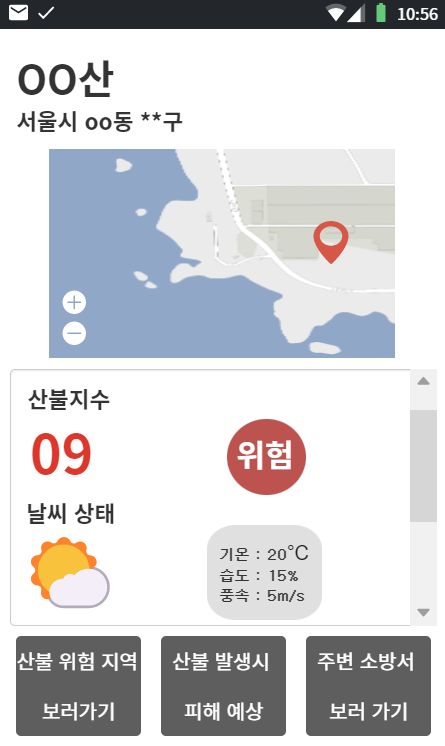 10:56
OO산
서울시 oo동 **구
산불지수
09
위험
날씨 상태
기온 : 20°C
습도 : 15%
풍속 : 5m/s
산불 위험 지역
보러가기
산불 발생시
피해 예상
주변 소방서
보러 가기